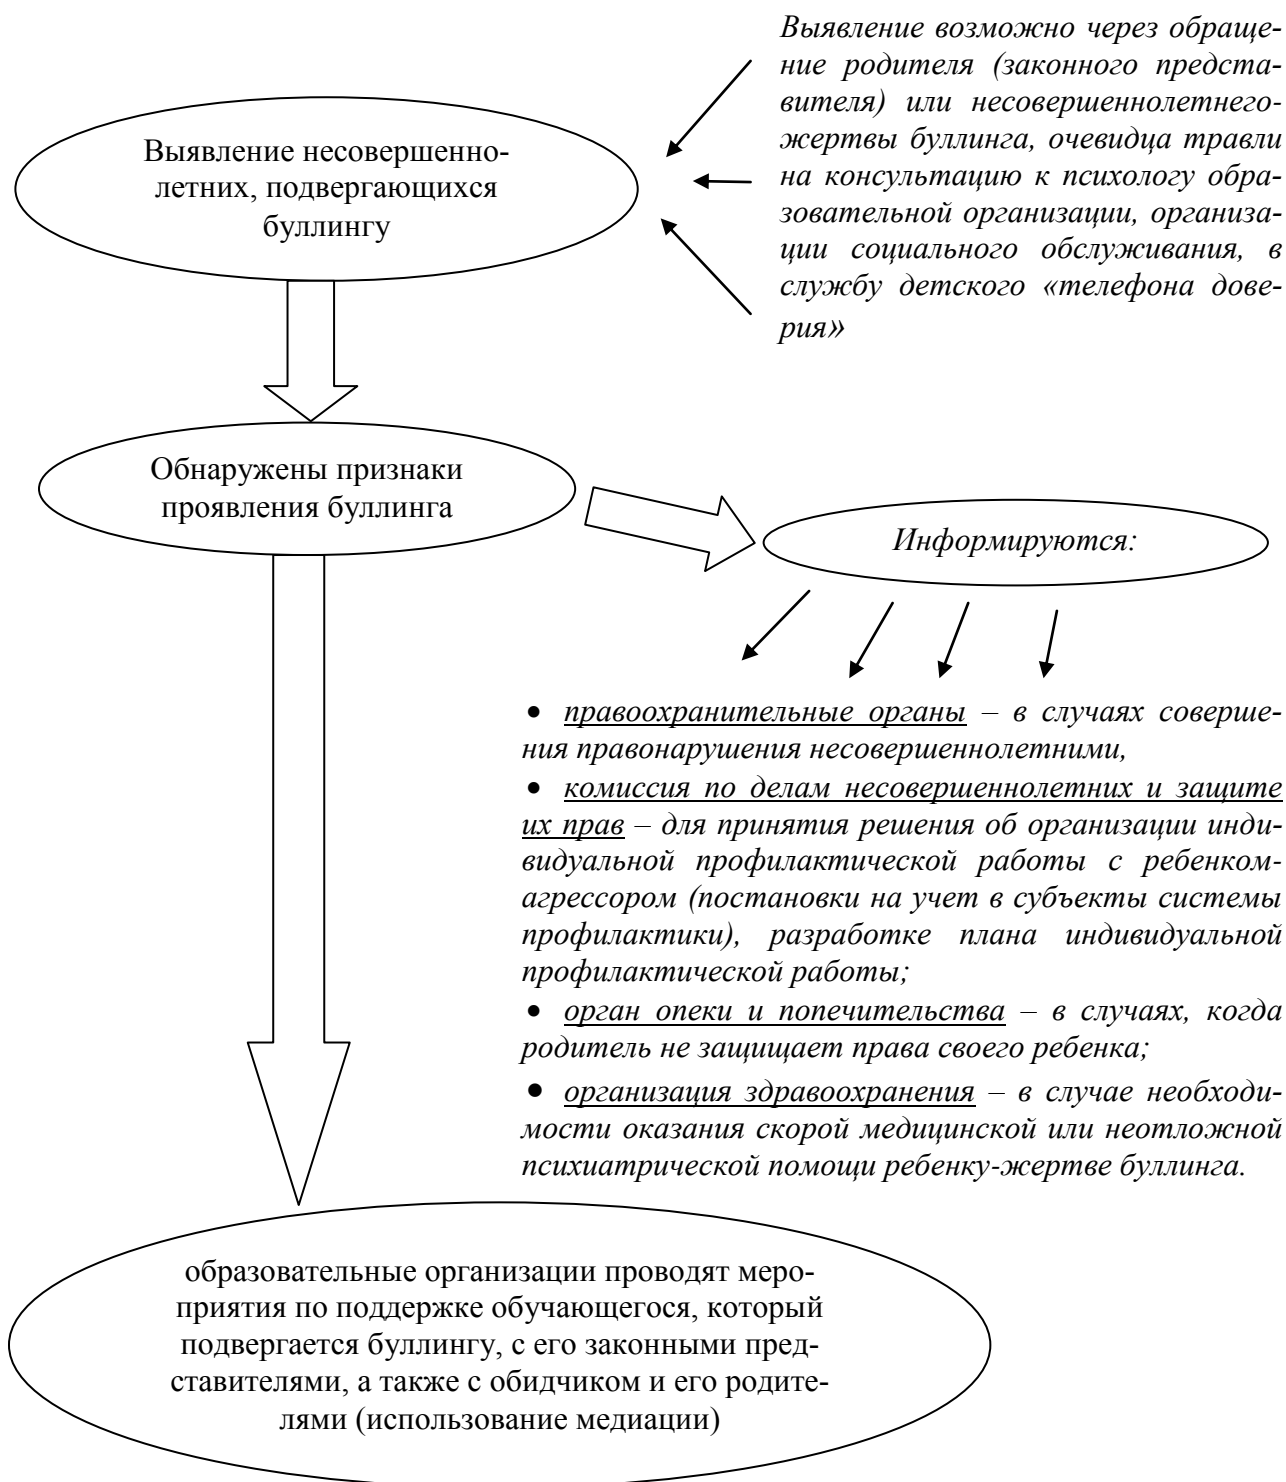 Выявление возможно через обраще-
ние родителя (законного предста-
вителя) или несовершеннолетнего-
жертвы буллинга, очевидца травли
на консультацию к психологу обра-
зовательной организации, организа-
ции социального обслуживания, в
службу детского «телефона дове-
рия»
Выявление несовершенно-
летних, подвергающихся
буллингу
Обнаружены признаки
проявления буллинга
Информируются:
• правоохранительные органы – в случаях соверше-
ния правонарушения несовершеннолетними,
• комиссия по делам несовершеннолетних и защите
их прав – для принятия решения об организации инди-
видуальной профилактической работы с ребенком-
агрессором (постановки на учет в субъекты системы
профилактики), разработке плана индивидуальной
профилактической работы;
• орган опеки и попечительства – в случаях, когда
родитель не защищает права своего ребенка;
• организация здравоохранения – в случае необходи-
мости оказания скорой медицинской или неотложной
психиатрической помощи ребенку-жертве буллинга.
образовательные организации проводят меро-
приятия по поддержке обучающегося, который
подвергается буллингу, с его законными пред-
ставителями, а также с обидчиком и его родите-
лями (использование медиации)